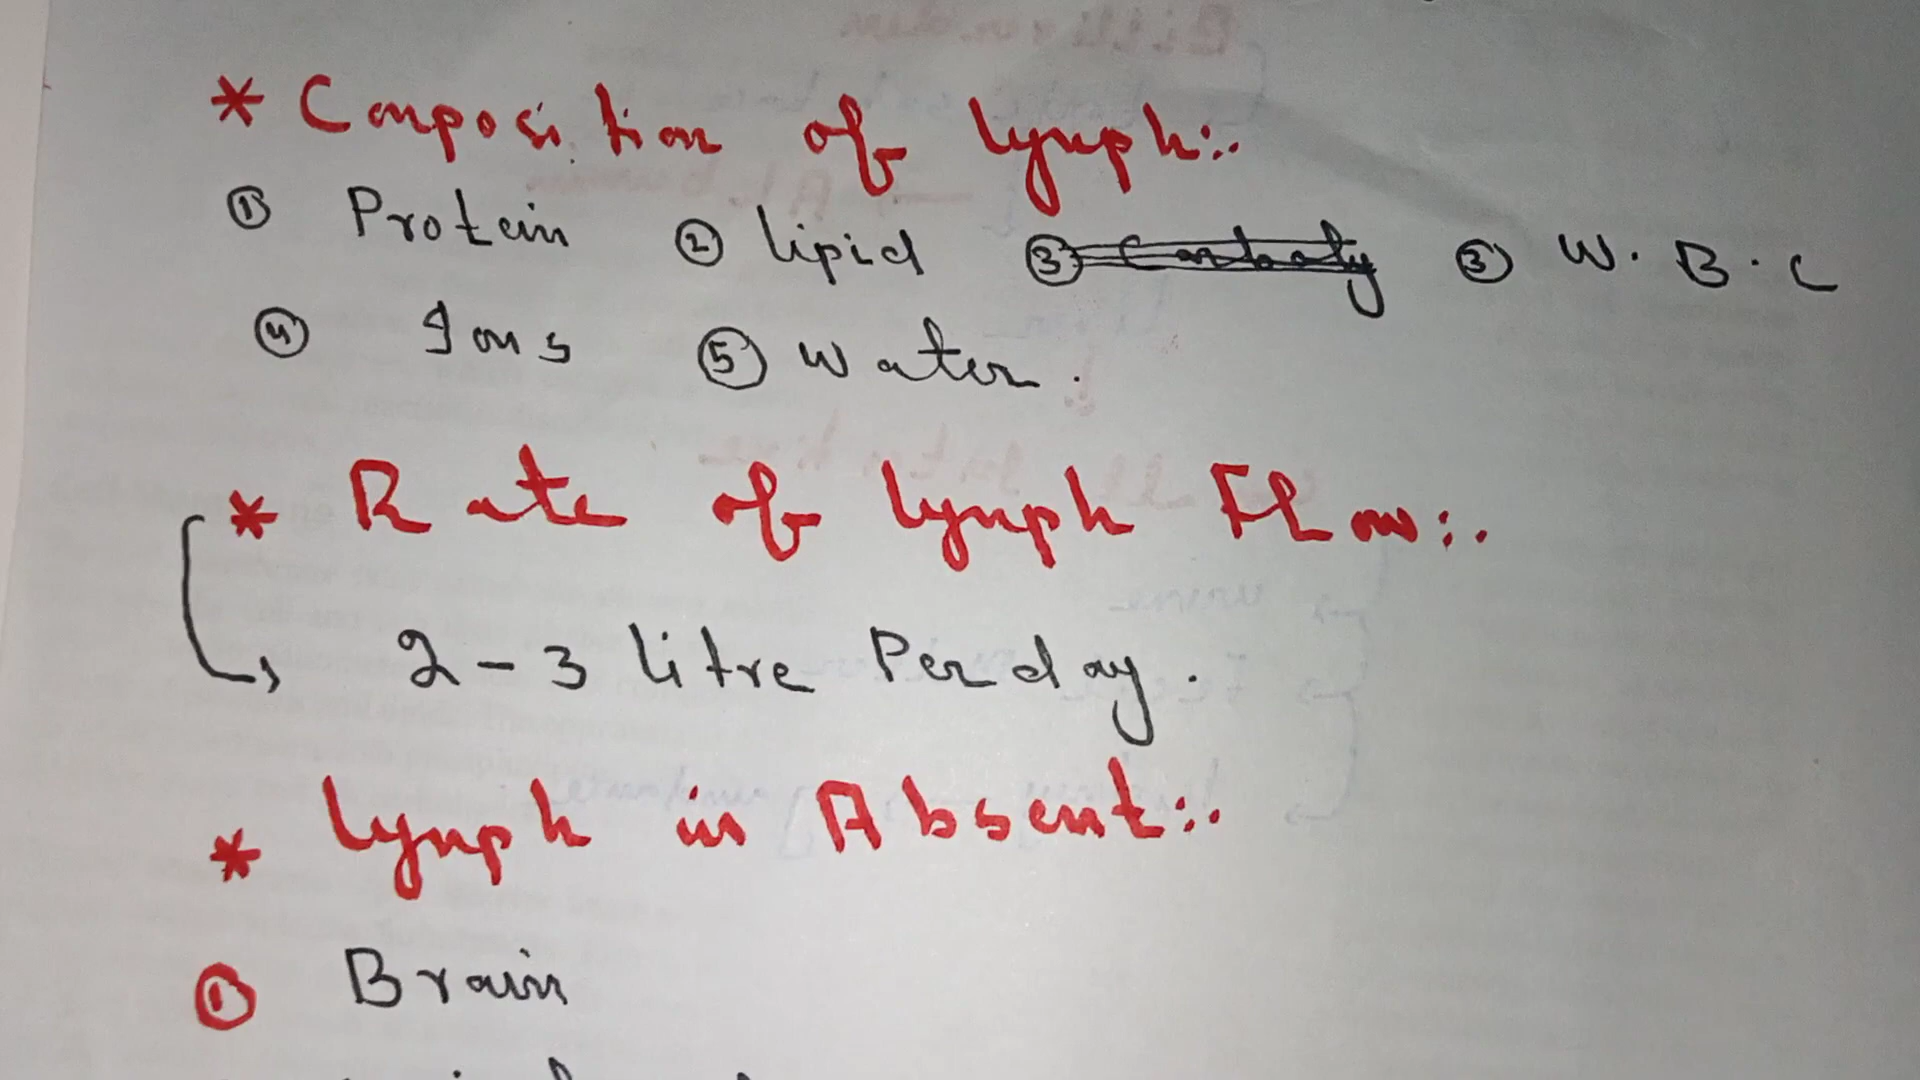 * Composition of lymph:.
① Protein ② lipid ③ W.B.C
④ Ions ⑤ water.
* Rate of lymph Flow:.
↳ 2-3 litre Per day.
* lymph in Absent:.
① Brain